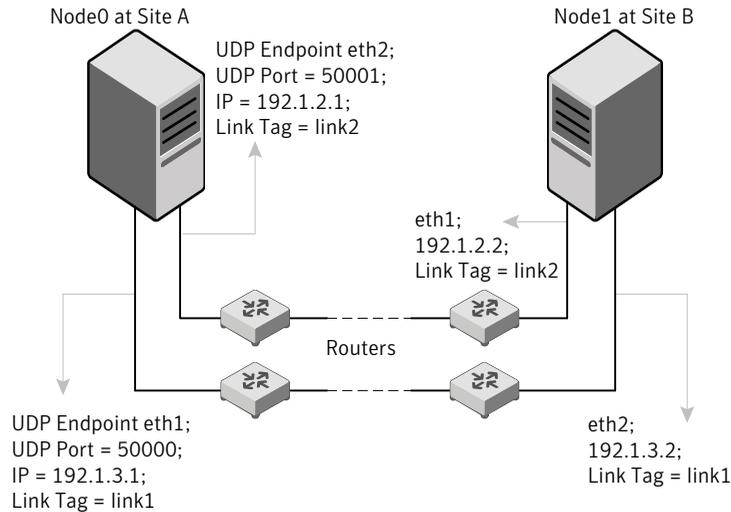 Node0 at Site A
Node1 at Site B
UDP Endpoint eth2;
UDP Port = 50001;
IP = 192.1.2.1;
Link Tag = link2
eth1;
192.1.2.2;
Link Tag = link2
Routers
UDP Endpoint eth1;
UDP Port = 50000;
IP = 192.1.3.1;
Link Tag = link1
eth2;
192.1.3.2;
Link Tag = link1